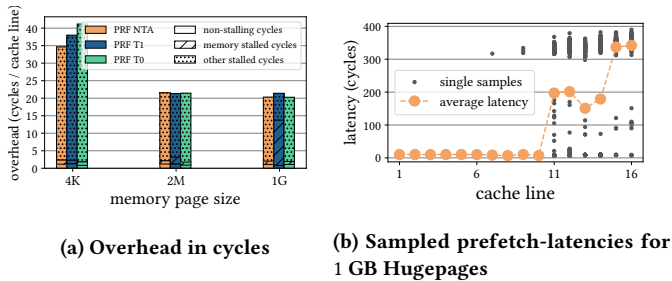 overhead (cycles / cache line)
40
35
30
25
20
15
10
5
0
PRF NTA
PRF T1
PRF T0
non-stalling cycles
memory stalled cycles
other stalled cycles
4K
2M
1G
memory page size
(a) Overhead in cycles
latency (cycles)
400
300
200
100
0
single samples
average latency
1
6
11
16
cache line
(b) Sampled prefetch-latencies for
1 GB Hugepages